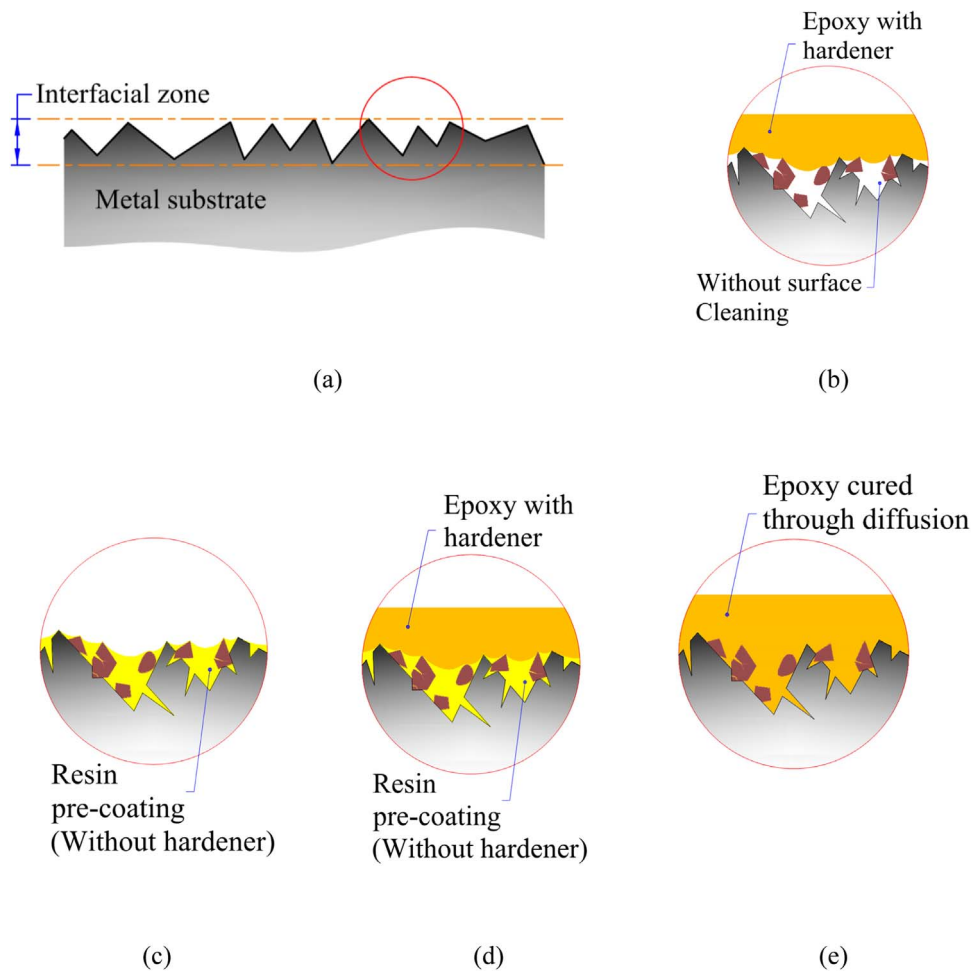 Interfacial zone
Metal substrate
(a)
Epoxy with
hardener
Without surface
Cleaning
(b)
Resin
pre-coating
(Without hardener)
(c)
Epoxy with
hardener
Resin
pre-coating
(Without hardener)
(d)
Epoxy cured
through diffusion
(e)